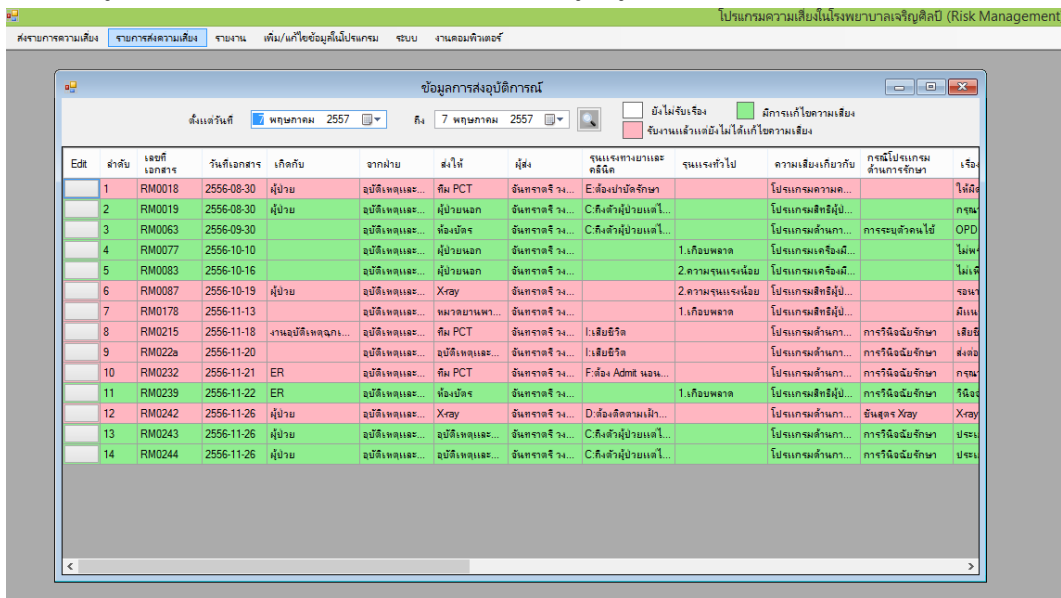 โปรแกรมความเสี่ยงในโรงพยาบาลเจริญศิลป์ (Risk Management
ส่งรายการความเสี่ยง รายการส่งความเสี่ยง รายงาน เพิ่ม/แก้ไขข้อมูลในโปรแกรม ระบบ งานคอมพิวเตอร์
ข้อมูลการส่งอุบัติการณ์
ตั้งแต่วันที่ 7 พฤษภาคม 2557 ถึง 7 พฤษภาคม 2557 ยังไม่รับเรื่อง มีการแก้ไขความเสี่ยง
รับงานแล้วแต่ยังไม่ได้แก้ไขความเสี่ยง
Edit ลำดับ เลขที่เอกสาร วันที่เอกสาร เกิดกับ จากฝ่าย ส่งให้ ผู้ส่ง รุนแรงทางยาและคลินิค รุนแรงทั่วไป ความเสี่ยงเกี่ยวกับ กรณีโปรแกรมด้านการรักษา
1 RM0018 2556-08-30 ผู้ป่วย อุบัติเหตุและ... ทีม PCT จันทราตรี วง... E:ต้องบำบัดรักษา โปรแกรมความค...
2 RM0019 2556-08-30 ผู้ป่วย อุบัติเหตุและ... ผู้ป่วยนอก จันทราตรี วง... C:ถึงตัวผู้ป่วยแต่ไ... โปรแกรมสิทธิผู้ป่...
3 RM0063 2556-09-30 อุบัติเหตุและ... ห้องบัตร จันทราตรี วง... C:ถึงตัวผู้ป่วยแต่ไ... โปรแกรมด้านกา... การระบุตัวคนไข้ OPD
4 RM0077 2556-10-10 อุบัติเหตุและ... ผู้ป่วยนอก จันทราตรี วง... 1.เกือบพลาด โปรแกรมเครื่องมื...
5 RM0083 2556-10-16 อุบัติเหตุและ... ผู้ป่วยนอก จันทราตรี วง... 2.ความรุนแรงน้อย โปรแกรมเครื่องมื...
6 RM0087 2556-10-19 ผู้ป่วย อุบัติเหตุและ... X-ray จันทราตรี วง... 2.ความรุนแรงน้อย โปรแกรมสิทธิผู้ป่...
7 RM0178 2556-11-13 อุบัติเหตุและ... หมวดยานพา... จันทราตรี วง... 1.เกือบพลาด โปรแกรมสิทธิผู้ป่...
8 RM0215 2556-11-18 งานอุบัติเหตุฉุกเ... อุบัติเหตุและ... ทีม PCT จันทราตรี วง... I:เสียชีวิต โปรแกรมด้านกา... การวินิจฉัยรักษา
9 RM022a 2556-11-20 อุบัติเหตุและ... อุบัติเหตุและ... จันทราตรี วง... I:เสียชีวิต โปรแกรมด้านกา... การวินิจฉัยรักษา
10 RM0232 2556-11-21 ER อุบัติเหตุและ... ทีม PCT จันทราตรี วง... F:ต้อง Admit นอน... โปรแกรมด้านกา... การวินิจฉัยรักษา
11 RM0239 2556-11-22 ER อุบัติเหตุและ... ห้องบัตร จันทราตรี วง... 1.เกือบพลาด โปรแกรมสิทธิผู้ป่... การวินิจฉัยรักษา
12 RM0242 2556-11-26 ผู้ป่วย อุบัติเหตุและ... X-ray จันทราตรี วง... D:ต้องติดตามเฝ้า... โปรแกรมด้านกา... ชันสูตร Xray X-ray
13 RM0243 2556-11-26 ผู้ป่วย อุบัติเหตุและ... อุบัติเหตุและ... จันทราตรี วง... C:ถึงตัวผู้ป่วยแต่ไ... โปรแกรมด้านกา... การวินิจฉัยรักษา
14 RM0244 2556-11-26 ผู้ป่วย อุบัติเหตุและ... อุบัติเหตุและ... จันทราตรี วง... C:ถึงตัวผู้ป่วยแต่ไ... โปรแกรมด้านกา... การวินิจฉัยรักษา